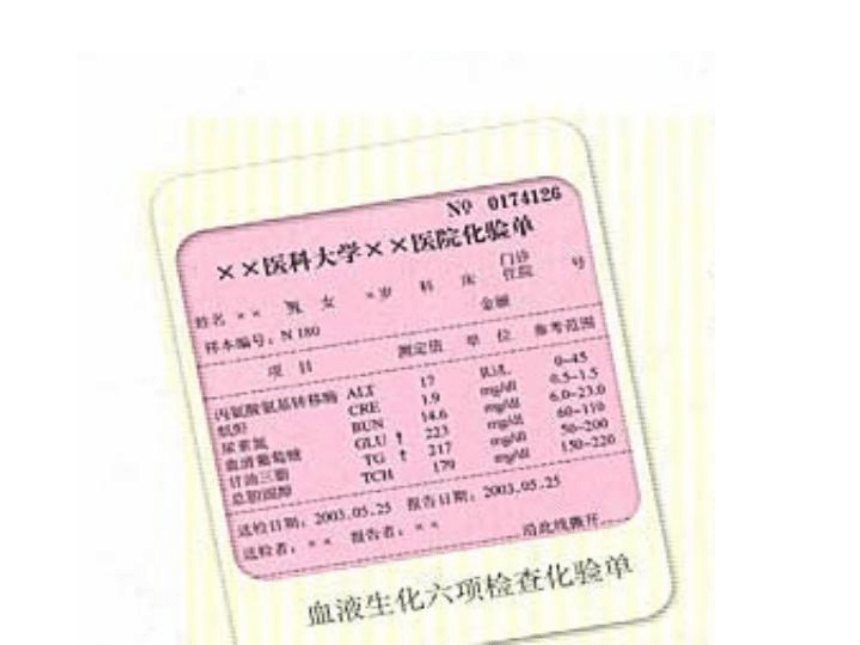 № 0174126
××医科大学××医院化验单
姓名 ×× 男 女 ×岁 科 床 门诊 住院 号
样本编号：N 180 金额
项 目 测定值 单 位 参考范围
丙氨酸氨基转移酶 ALT 17 IU/L 0~45
肌酐 CRE 1.9 mg/dl 0.5~1.5
尿素氮 BUN 14.6 mg/dl 6.0~23.0
血清葡萄糖 GLU ↑ 223 mg/dl 60~110
甘油三酯 TG ↑ 217 mg/dl 50~200
总胆固醇 TCH 179 mg/dl 150~220
送检日期：2003.05.25 报告日期：2003.05.25
送检者：×× 报告者：××
沿此线撕开
血液生化六项检查化验单